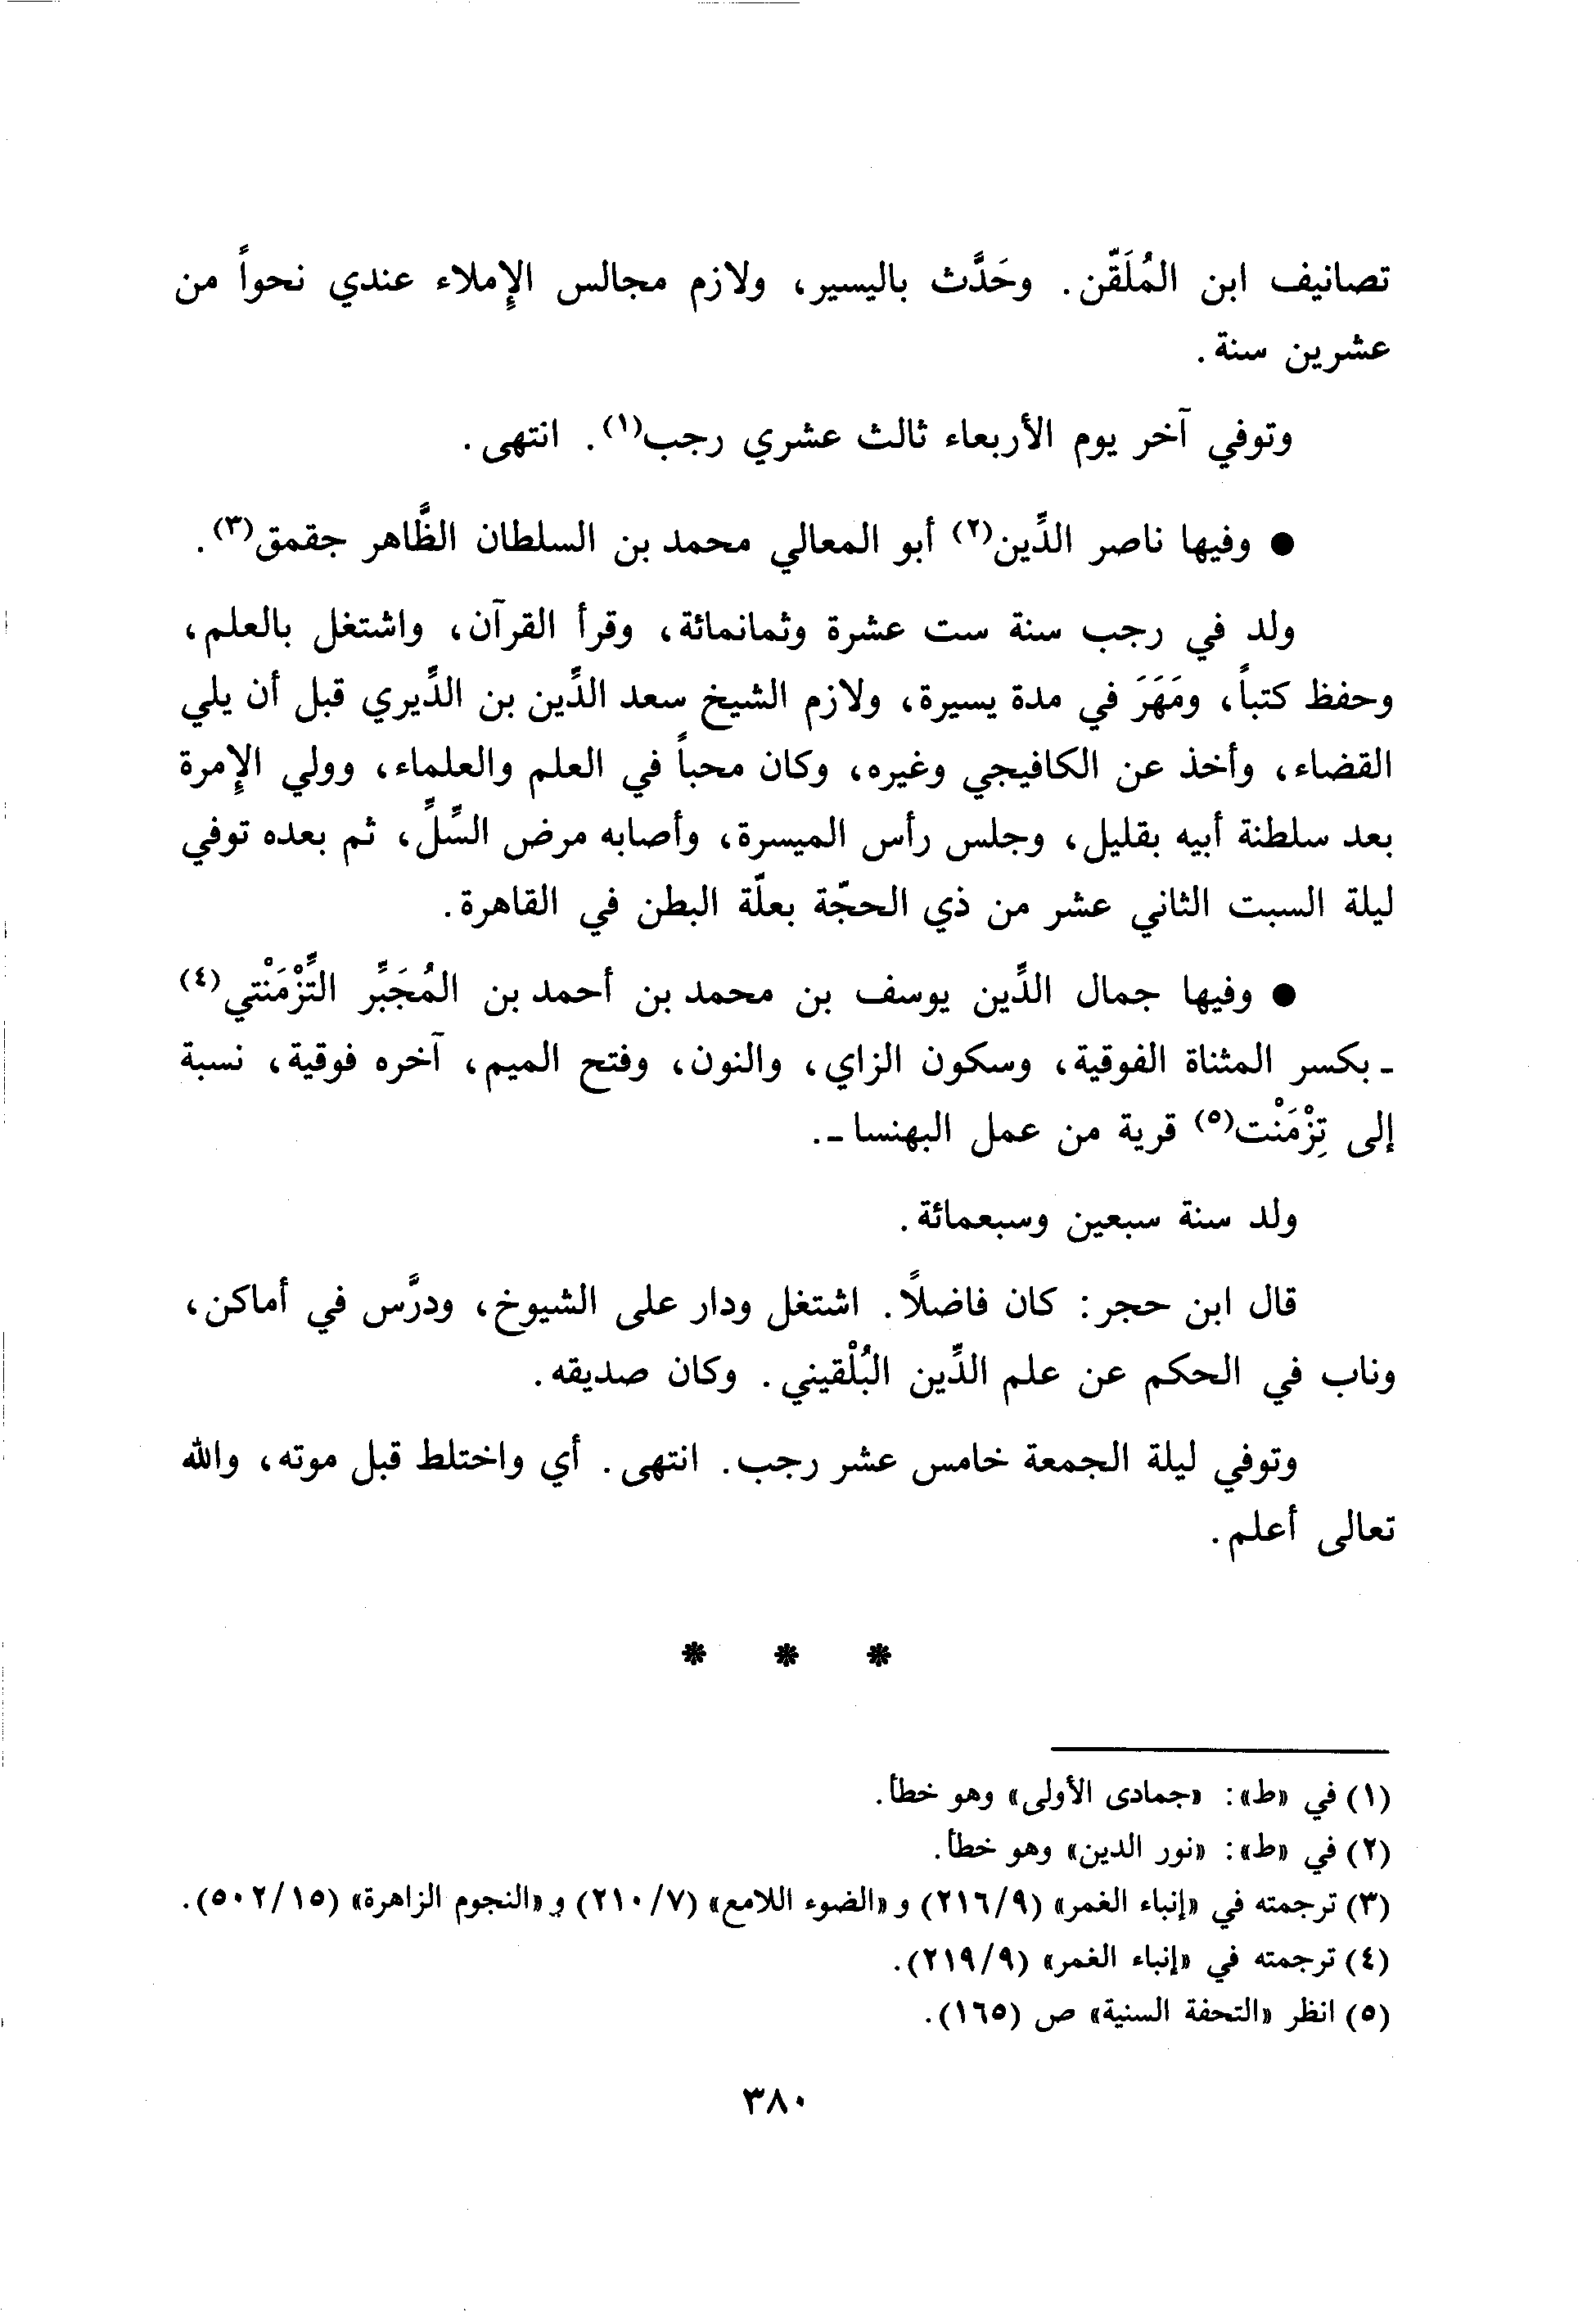 تصانيف ابن المُلَقّن. وحَدَّث باليسير، ولازم مجالس الإملاء عندي نحواً من
عشرين سنة.
وتوفي آخر يوم الأربعاء ثالث عشري رجب(١). انتهى.
● وفيها ناصر الدِّين(٢) أبو المعالي محمد بن السلطان الظَّاهر جقمق(٣).
ولد في رجب سنة ست عشرة وثمانمائة، وقرأ القرآن، واشتغل بالعلم،
وحفظ كتباً، ومَهَرَ في مدة يسيرة، ولازم الشيخ سعد الدِّين بن الدِّيري قبل أن يلي
القضاء، وأخذ عن الكافيجي وغيره، وكان محباً في العلم والعلماء، وولي الإمرة
بعد سلطنة أبيه بقليل، وجلس رأس الميسرة، وأصابه مرض السِّلِّ، ثم بعده توفي
ليلة السبت الثاني عشر من ذي الحجّة بعلّة البطن في القاهرة.
● وفيها جمال الدِّين يوسف بن محمد بن أحمد بن المُجَبِّر التِّزْمَنْتي(٤)
ـ بكسر المثناة الفوقية، وسكون الزاي، والنون، وفتح الميم، آخره فوقية، نسبة
إلى تِزْمَنْت(٥) قرية من عمل البهنسا ـ.
ولد سنة سبعين وسبعمائة.
قال ابن حجر: كان فاضلاً. اشتغل ودار على الشيوخ، ودرَّس في أماكن،
وناب في الحكم عن علم الدِّين البُلْقيني. وكان صديقه.
وتوفي ليلة الجمعة خامس عشر رجب. انتهى. أي واختلط قبل موته، والله
تعالى أعلم.
* * *
(١) في «ط»: «جمادى الأولى» وهو خطأ.
(٢) في «ط»: «نور الدين» وهو خطأ.
(٣) ترجمته في «إنباء الغمر» (٢١٦/٩) و «الضوء اللامع» (٢١٠/٧) و «النجوم الزاهرة» (٥٠٢/١٥).
(٤) ترجمته في «إنباء الغمر» (٢١٩/٩).
(٥) انظر «التحفة السنية» ص (١٦٥).
٣٨٠